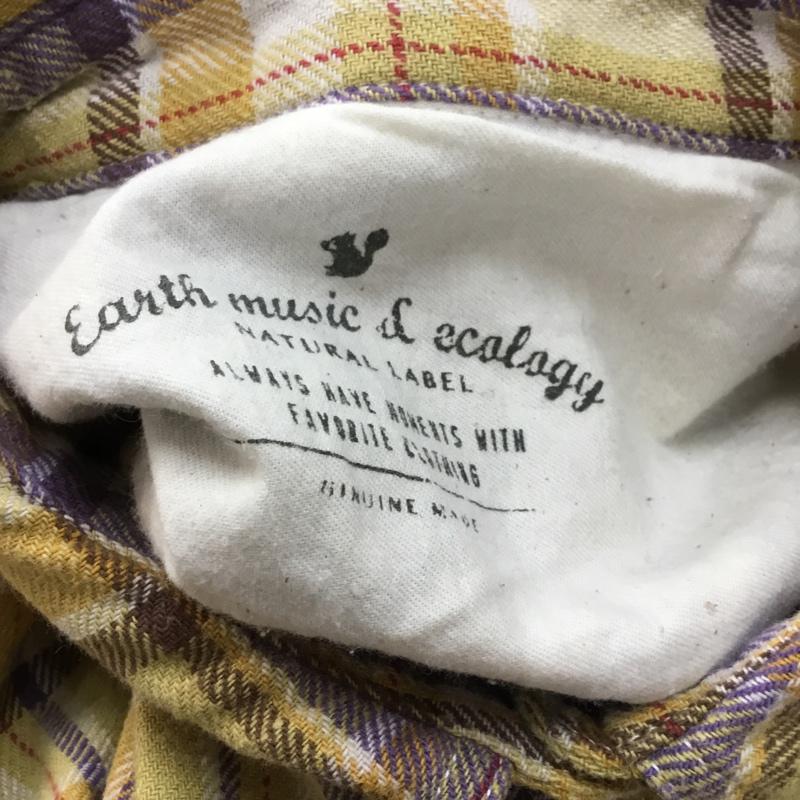 Earth music & ecology
NATURAL LABEL
ALWAYS HAVE MOMENTS WITH
FAVORITE CLOTHING
GENUINE MADE